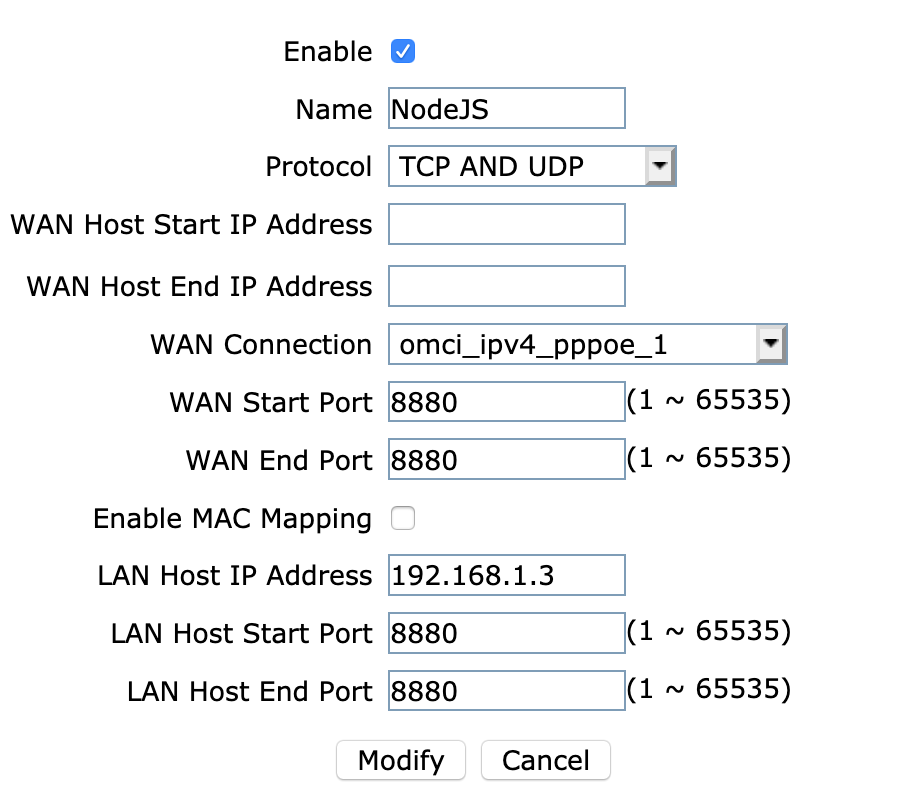 Enable
Name NodeJS
Protocol TCP AND UDP
WAN Host Start IP Address
WAN Host End IP Address
WAN Connection omci_ipv4_pppoe_1
WAN Start Port 8880 (1 ~ 65535)
WAN End Port 8880 (1 ~ 65535)
Enable MAC Mapping
LAN Host IP Address 192.168.1.3
LAN Host Start Port 8880 (1 ~ 65535)
LAN Host End Port 8880 (1 ~ 65535)
Modify Cancel